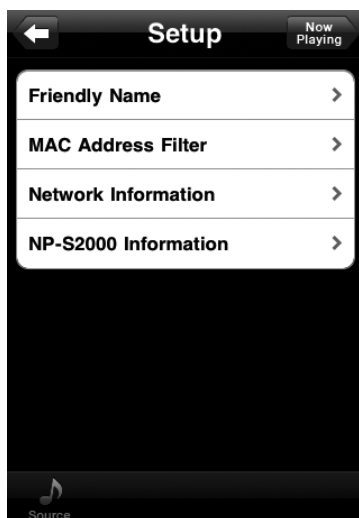 Setup
Now
Playing
Friendly Name
MAC Address Filter
Network Information
NP-S2000 Information
Source